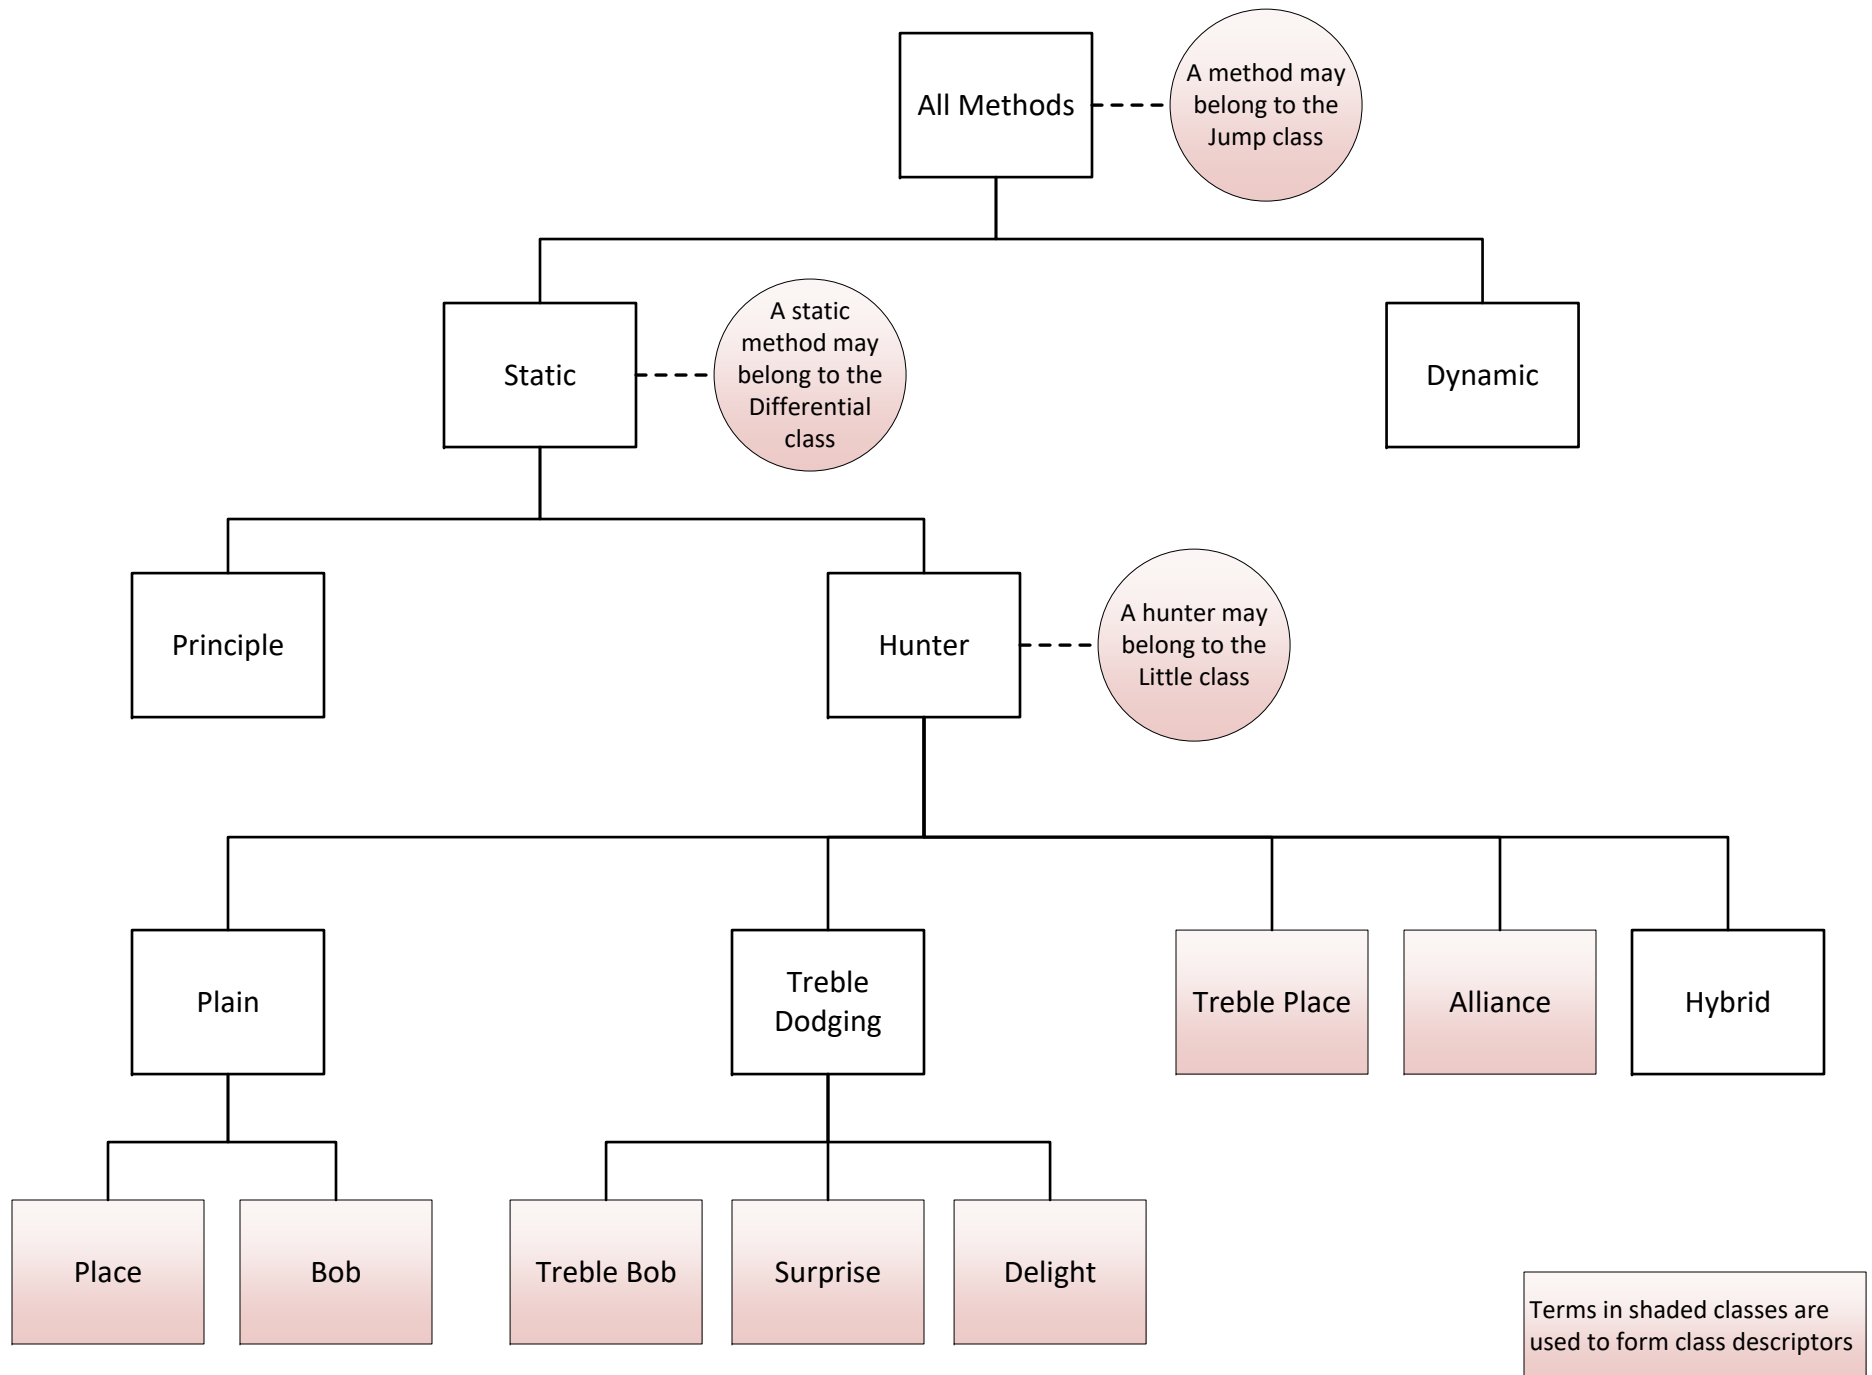 All Methods
A method may
belong to the
Jump class
Static
A static
method may
belong to the
Differential
class
Dynamic
Principle
Hunter
A hunter may
belong to the
Little class
Plain
Treble
Dodging
Treble Place
Alliance
Hybrid
Place
Bob
Treble Bob
Surprise
Delight
Terms in shaded classes are
used to form class descriptors